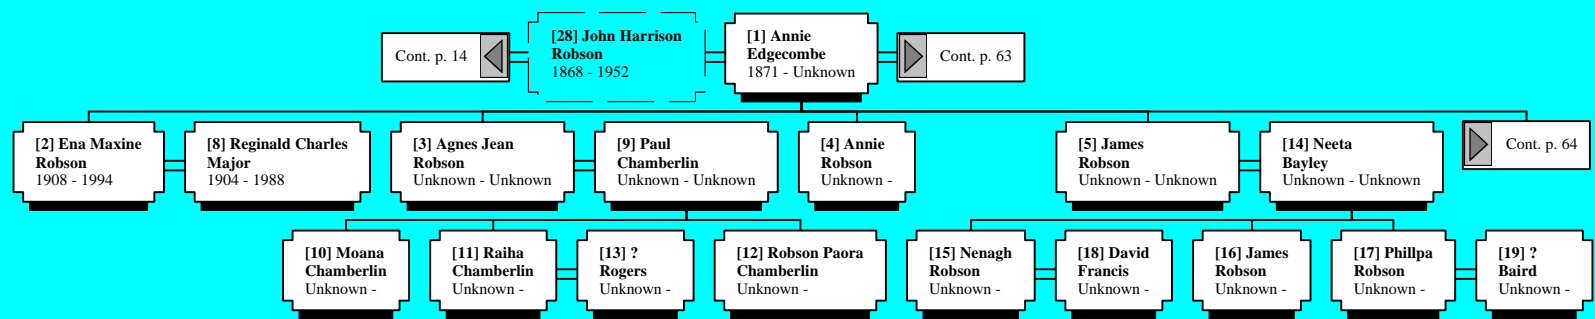 Cont. p. 14
[28] John Harrison
Robson
1868 - 1952
[1] Annie
Edgecombe
1871 - Unknown
Cont. p. 63
[2] Ena Maxine
Robson
1908 - 1994
[8] Reginald Charles
Major
1904 - 1988
[3] Agnes Jean
Robson
Unknown - Unknown
[9] Paul
Chamberlin
Unknown - Unknown
[4] Annie
Robson
Unknown -
[5] James
Robson
Unknown - Unknown
[14] Neeta
Bayley
Unknown - Unknown
Cont. p. 64
[10] Moana
Chamberlin
Unknown -
[11] Raiha
Chamberlin
Unknown -
[13] ?
Rogers
Unknown -
[12] Robson Paora
Chamberlin
Unknown -
[15] Nenagh
Robson
Unknown -
[18] David
Francis
Unknown -
[16] James
Robson
Unknown -
[17] Phillpa
Robson
Unknown -
[19] ?
Baird
Unknown -